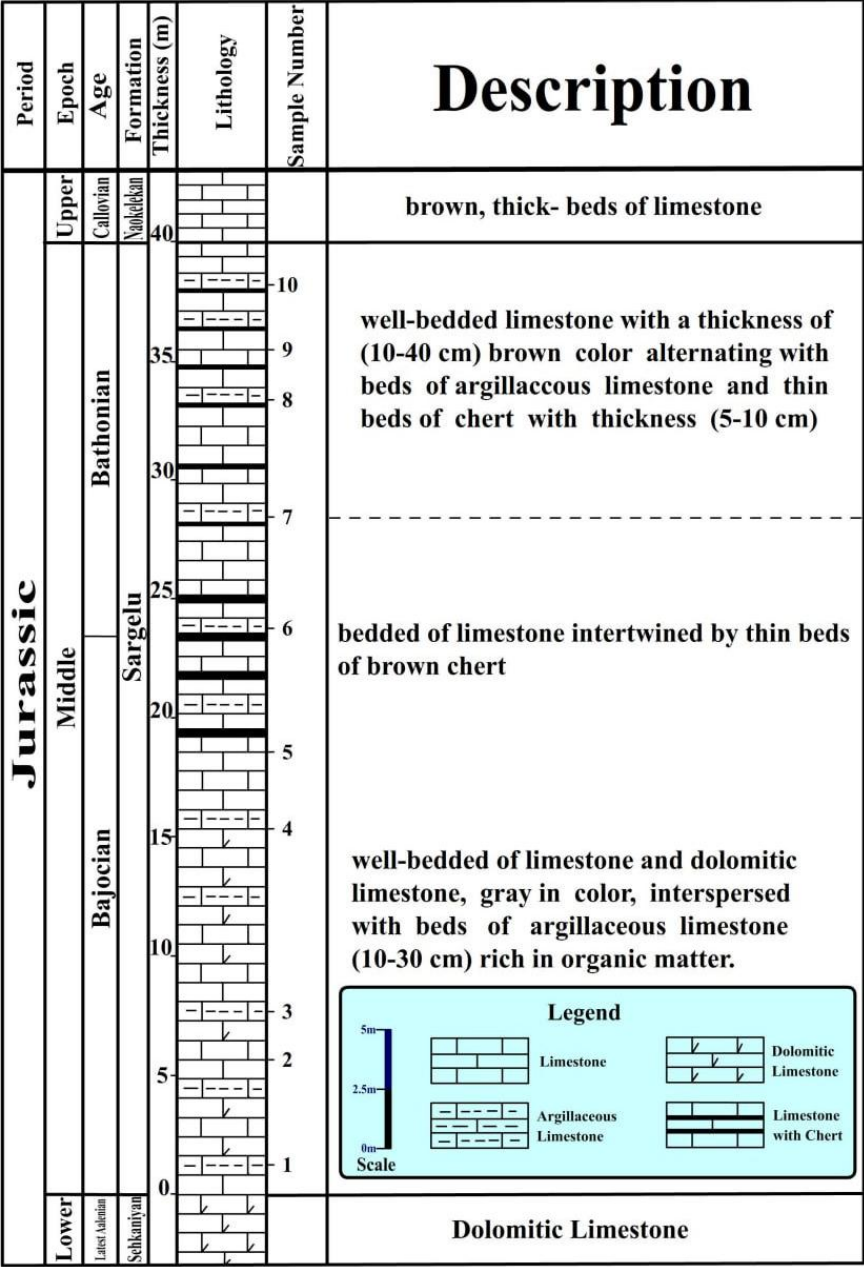 Period
Epoch
Age
Formation
Thickness (m)
Lithology
Sample Number
Description
Jurassic
Upper
Callovian
Naokelekan
brown, thick- beds of limestone
40
Middle
Bathonian
Bajocian
Sargelu
35
30
25
20
15
10
5
0
10
9
8
7
6
5
4
3
2
1
well-bedded limestone with a thickness of
(10-40 cm) brown color alternating with
beds of argillaccous limestone and thin
beds of chert with thickness (5-10 cm)
bedded of limestone intertwined by thin beds
of brown chert
well-bedded of limestone and dolomitic
limestone, gray in color, interspersed
with beds of argillaceous limestone
(10-30 cm) rich in organic matter.
Legend
5m
2.5m
0m
Scale
Limestone
Dolomitic
Limestone
Argillaceous
Limestone
Limestone
with Chert
Lower
Latest Aalenian
Sehkaniyan
Dolomitic Limestone